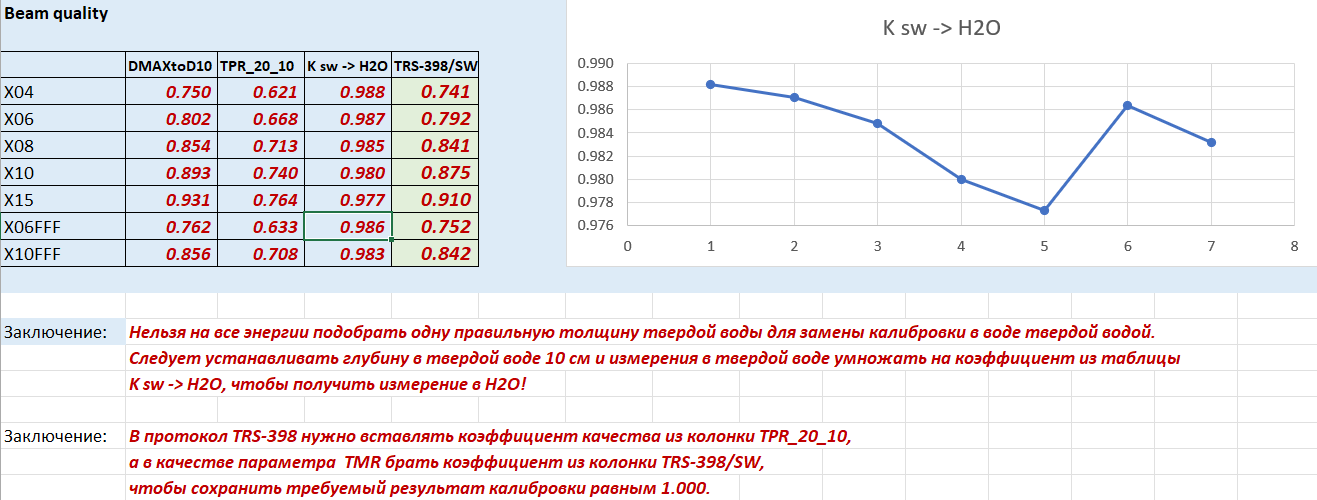 Beam quality
DMAXtoD10 TPR_20_10 K sw -> H2O TRS-398/SW
X04 0.750 0.621 0.988 0.741
X06 0.802 0.668 0.987 0.792
X08 0.854 0.713 0.985 0.841
X10 0.893 0.740 0.980 0.875
X15 0.931 0.764 0.977 0.910
X06FFF 0.762 0.633 0.986 0.752
X10FFF 0.856 0.708 0.983 0.842
K sw -> H2O
0.990
0.988
0.986
0.984
0.982
0.980
0.978
0.976
0 1 2 3 4 5 6 7 8
Заключение: Нельзя на все энергии подобрать одну правильную толщину твердой воды для замены калибровки в воде твердой водой.
Следует устанавливать глубину в твердой воде 10 см и измерения в твердой воде умножать на коэффициент из таблицы
K sw -> H2O, чтобы получить измерение в H2O!
Заключение: В протокол TRS-398 нужно вставлять коэффициент качества из колонки TPR_20_10,
а в качестве параметра TMR брать коэффициент из колонки TRS-398/SW,
чтобы сохранить требуемый результат калибровки равным 1.000.